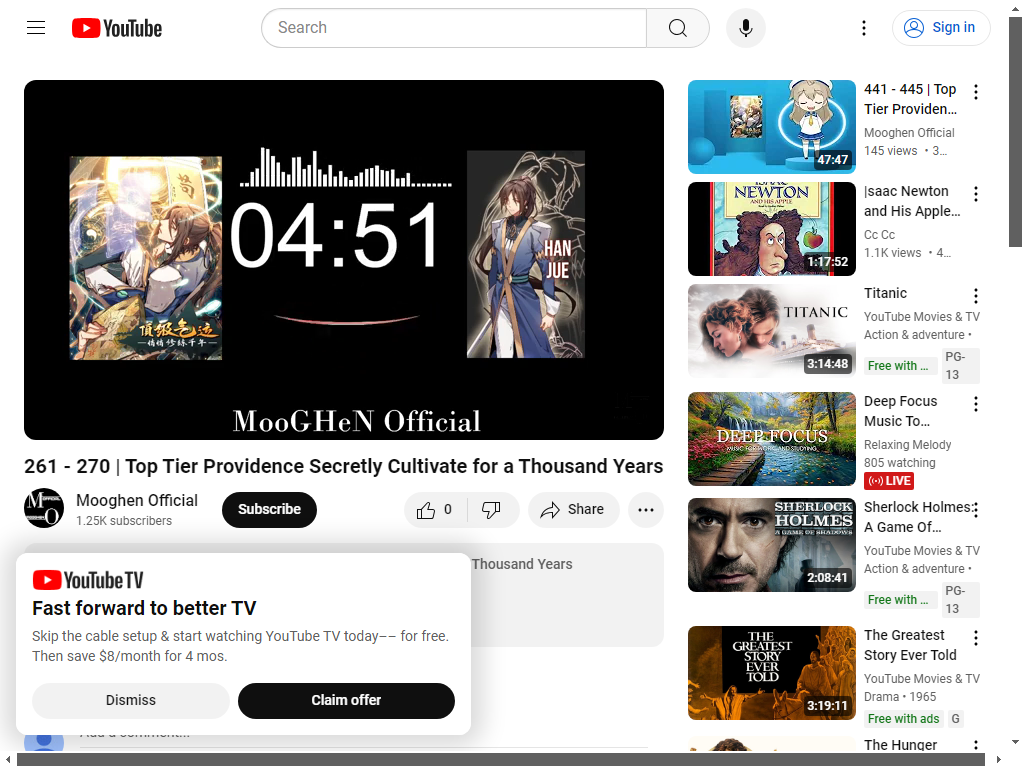 YouTube
Search
Sign in
04:51
HAN
JUE
頂級气运
悄悄修练千年
MooGHeN Official
261 - 270 | Top Tier Providence Secretly Cultivate for a Thousand Years
Mooghen Official
1.25K subscribers
Subscribe
0
Share
Thousand Years
YouTube TV
Fast forward to better TV
Skip the cable setup & start watching YouTube TV today–– for free.
Then save $8/month for 4 mos.
Dismiss
Claim offer
Add a comment...
47:47
441 - 445 | Top
Tier Providen…
Mooghen Official
145 views • 3…
ISAAC
NEWTON
AND HIS APPLE
1:17:52
|saac Newton
and His Apple…
Cc Cc
1.1K views • 4…
TITANIC
3:14:48
Titanic
YouTube Movies & TV
Action & adventure •
Free with …
PG-
13
DEEP FOCUS
MUSIC FOR WORK AND STUDYING
Deep Focus
Music To…
Relaxing Melody
805 watching
LIVE
SHERLOCK
HOLMES
A GAME OF SHADOWS
2:08:41
Sherlock Holmes:
A Game Of…
YouTube Movies & TV
Action & adventure •
Free with …
PG-
13
THE
GREATEST
STORY
EVER
TOLD
3:19:11
The Greatest
Story Ever Told
YouTube Movies & TV
Drama • 1965
Free with ads
G
The Hunger